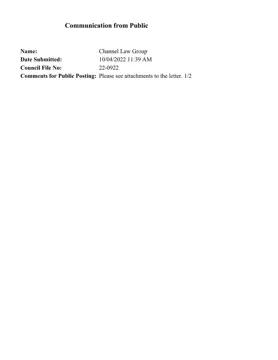 Communication from Public
Name: Channel Law Group
Date Submitted: 10/04/2022 11:39 AM
Council File No: 22-0922
Comments for Public Posting: Please see attachments to the letter. 1/2